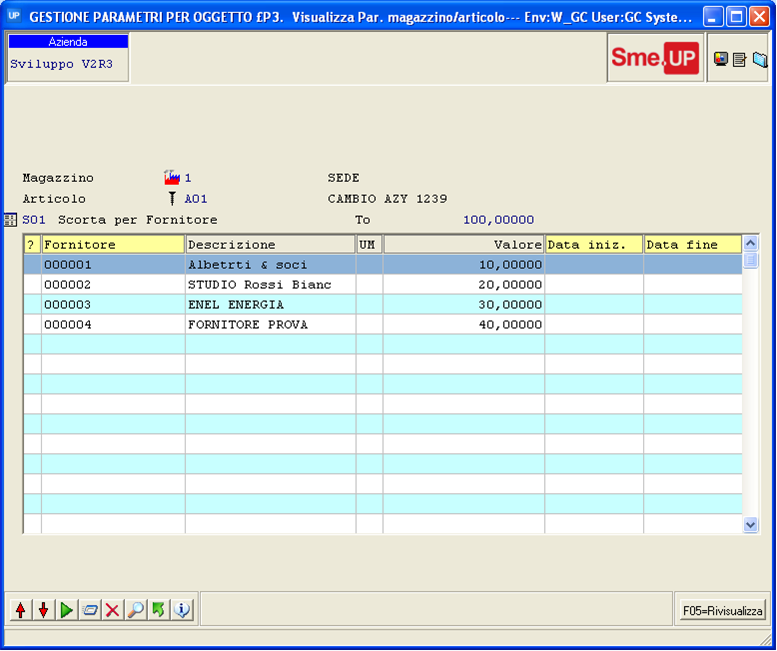 UP GESTIONE PARAMETRI PER OGGETTO £P3. Visualizza Par. magazzino/articolo--- Env:W_GC User:GC Syste...
Azienda
Sviluppo V2R3
Sme.UP
Magazzino 1 SEDE
Articolo A01 CAMBIO AZY 1239
S01 Scorta per Fornitore To 100,00000
? Fornitore Descrizione UM Valore Data iniz. Data fine
000001 Albetrti & soci 10,00000
000002 STUDIO Rossi Bianc 20,00000
000003 ENEL ENERGIA 30,00000
000004 FORNITORE PROVA 40,00000
F05=Rivisualizza